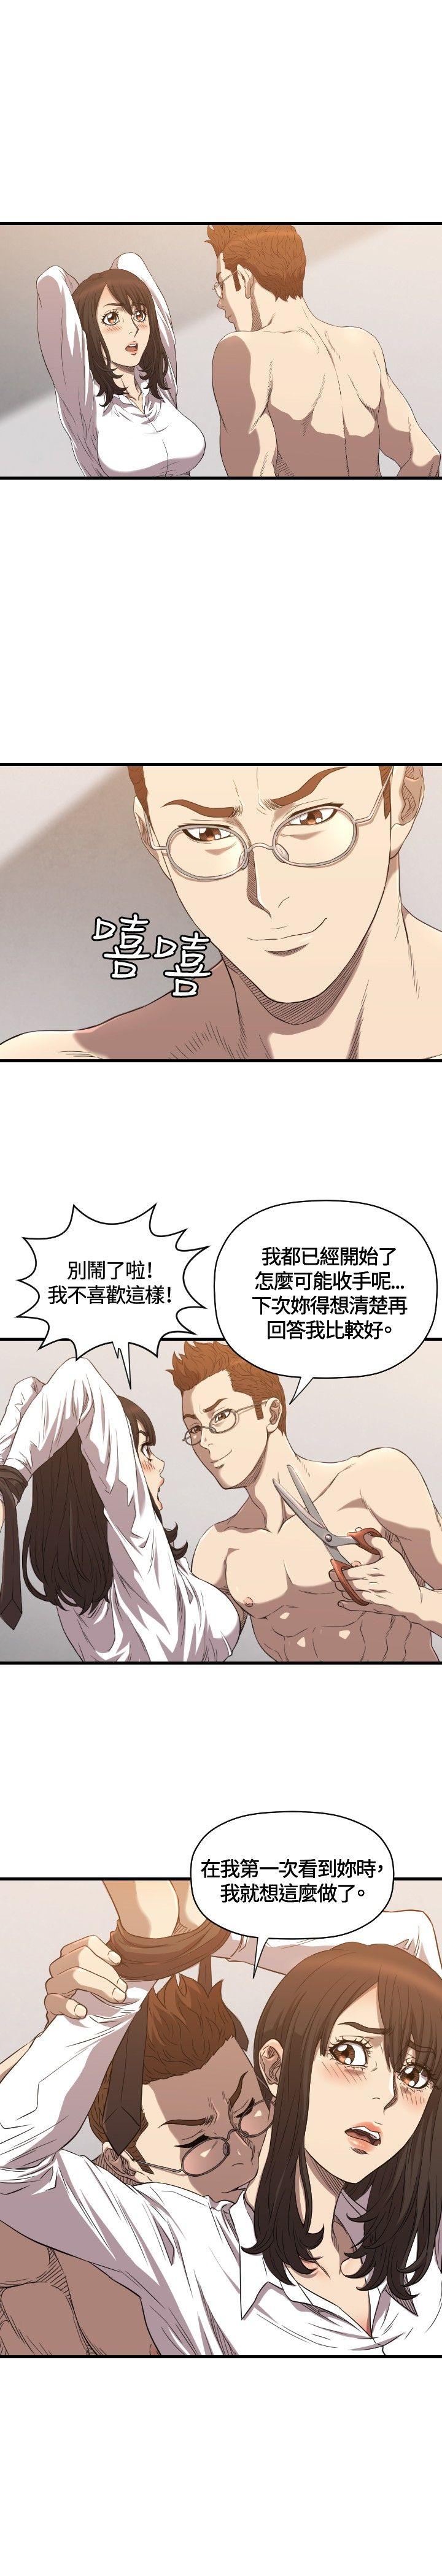 嘻嘻
別鬧了啦!
我不喜歡這樣!
我都已經開始了
怎麼可能收手呢...
下次妳得想清楚再
回答我比較好。
在我第一次看到妳時,
我就想這麼做了。